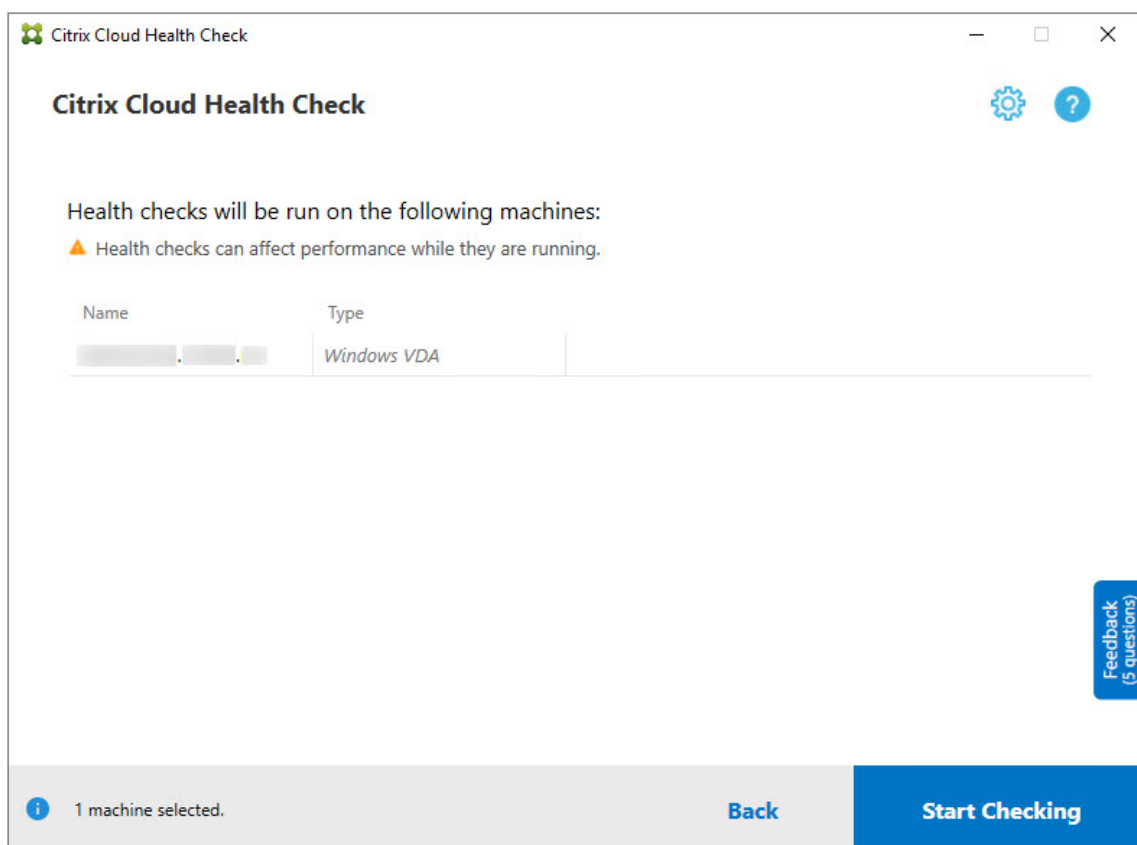 Citrix Cloud Health Check
Citrix Cloud Health Check
?
Health checks will be run on the following machines:
Health checks can affect performance while they are running.
Name Type
. . Windows VDA
Feedback
(5 questions)
i 1 machine selected. Back Start Checking